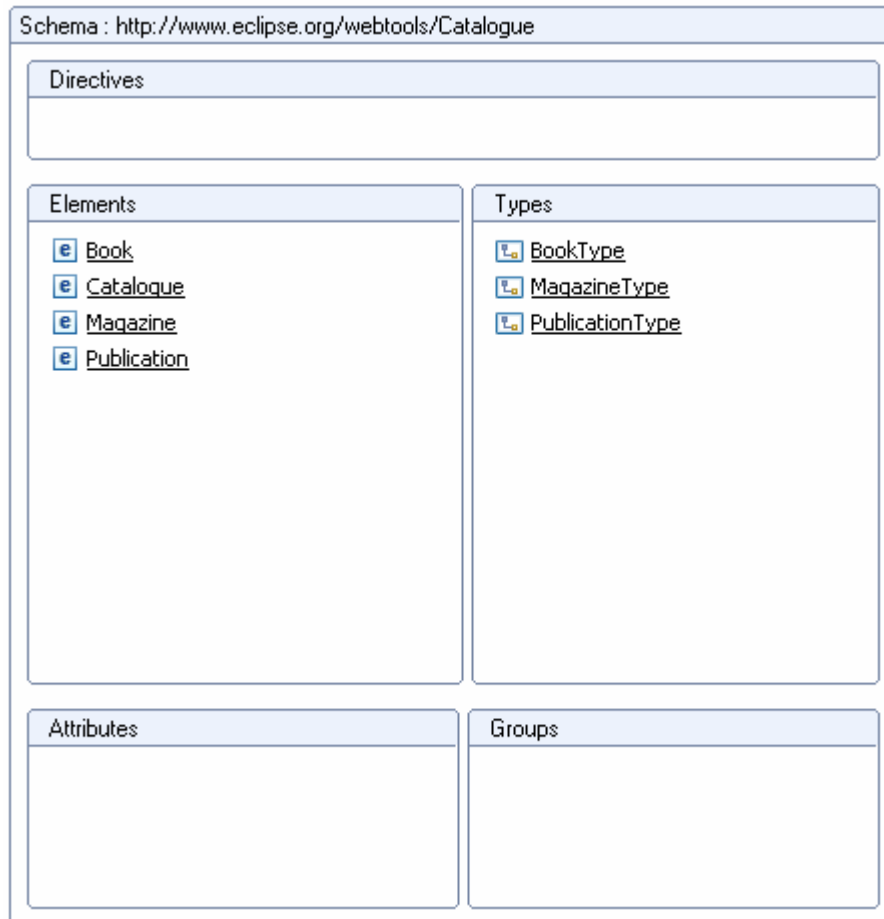 Schema : http://www.eclipse.org/webtools/Catalogue
Directives
Elements
e Book
e Catalogue
e Magazine
e Publication
Types
BookType
MagazineType
PublicationType
Attributes
Groups